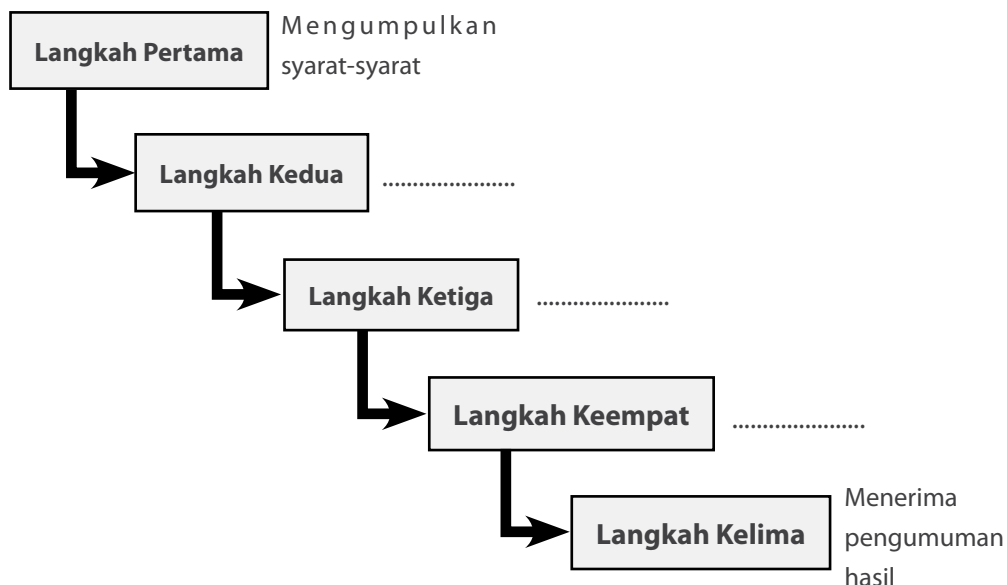 Langkah Pertama
Mengumpulkan
syarat-syarat
Langkah Kedua
......................
Langkah Ketiga
......................
Langkah Keempat
......................
Langkah Kelima
Menerima
pengumuman
hasil